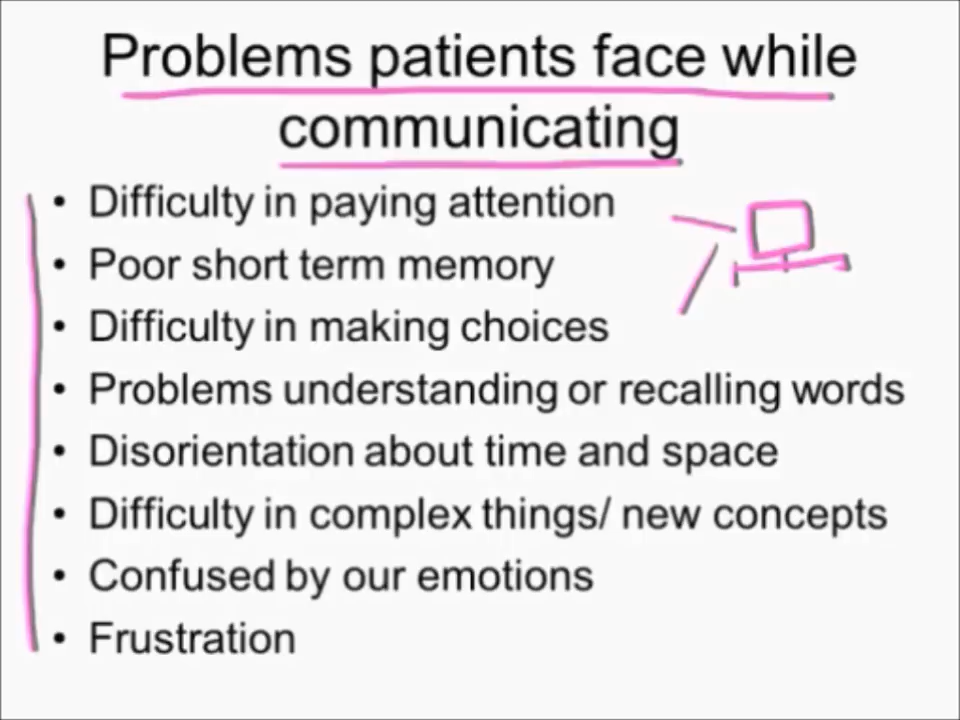 Problems patients face while
communicating
• Difficulty in paying attention
• Poor short term memory
• Difficulty in making choices
• Problems understanding or recalling words
• Disorientation about time and space
• Difficulty in complex things/ new concepts
• Confused by our emotions
• Frustration